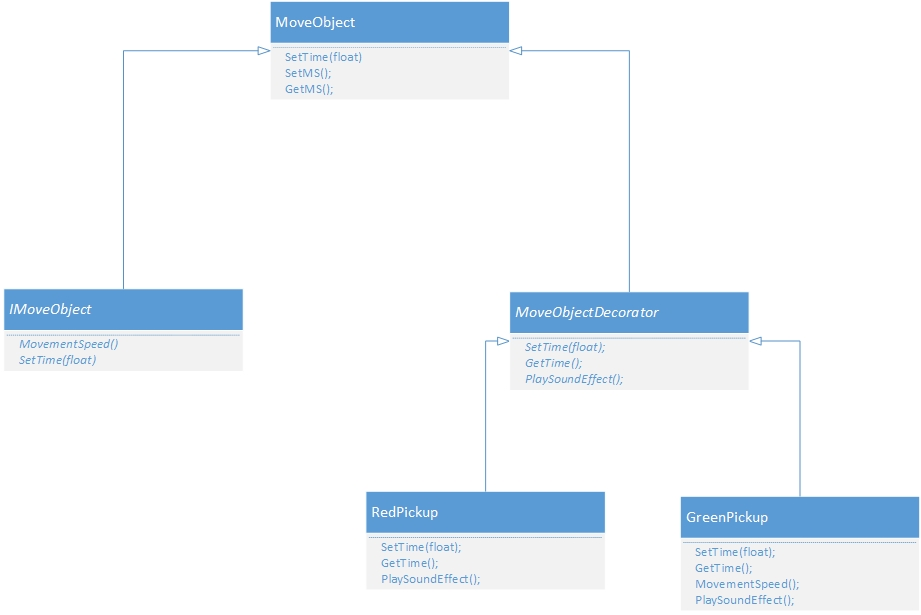 MoveObject
SetTime(float)
SetMS();
GetMS();
IMoveObject
MovementSpeed()
SetTime(float)
MoveObjectDecorator
SetTime(float);
GetTime();
PlaySoundEffect();
RedPickup
SetTime(float);
GetTime();
PlaySoundEffect();
GreenPickup
SetTime(float);
GetTime();
MovementSpeed();
PlaySoundEffect();